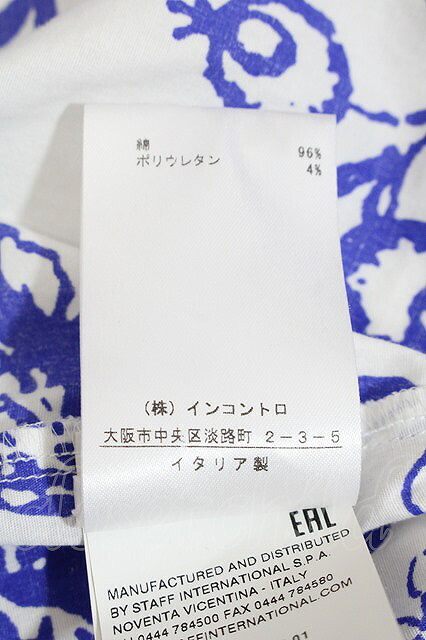 綿 96%
ポリウレタン 4%
(株) インコントロ
大阪市中央区淡路町 2-3-5
イタリア製
EAC
MANUFACTURED AND DISTRIBUTED
BY STAFF INTERNATIONAL S.P.A.
NOVENTA VICENTINA - ITALY
0444 784500 FAX 0444 784580
01